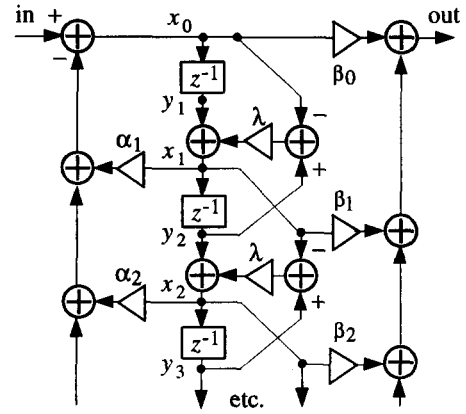 in + x₀ out
− β₀
z⁻¹
y₁ − λ
α₁ x₁ +
z⁻¹ β₁
y₂ − λ
α₂ x₂ +
z⁻¹ β₂
y₃
etc.